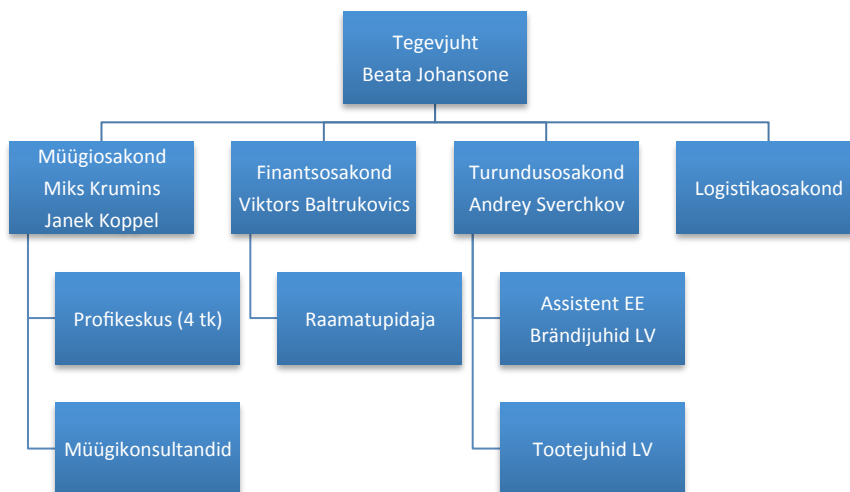 Tegevjuht
Beata Johansone
Müügiosakond
Miks Krumins
Janek Koppel
Finantsosakond
Viktors Baltrukovics
Turundusosakond
Andrey Sverchkov
Logistikaosakond
Profikeskus (4 tk)
Raamatupidaja
Assistent EE
Brändijuhid LV
Müügikonsultandid
Tootejuhid LV